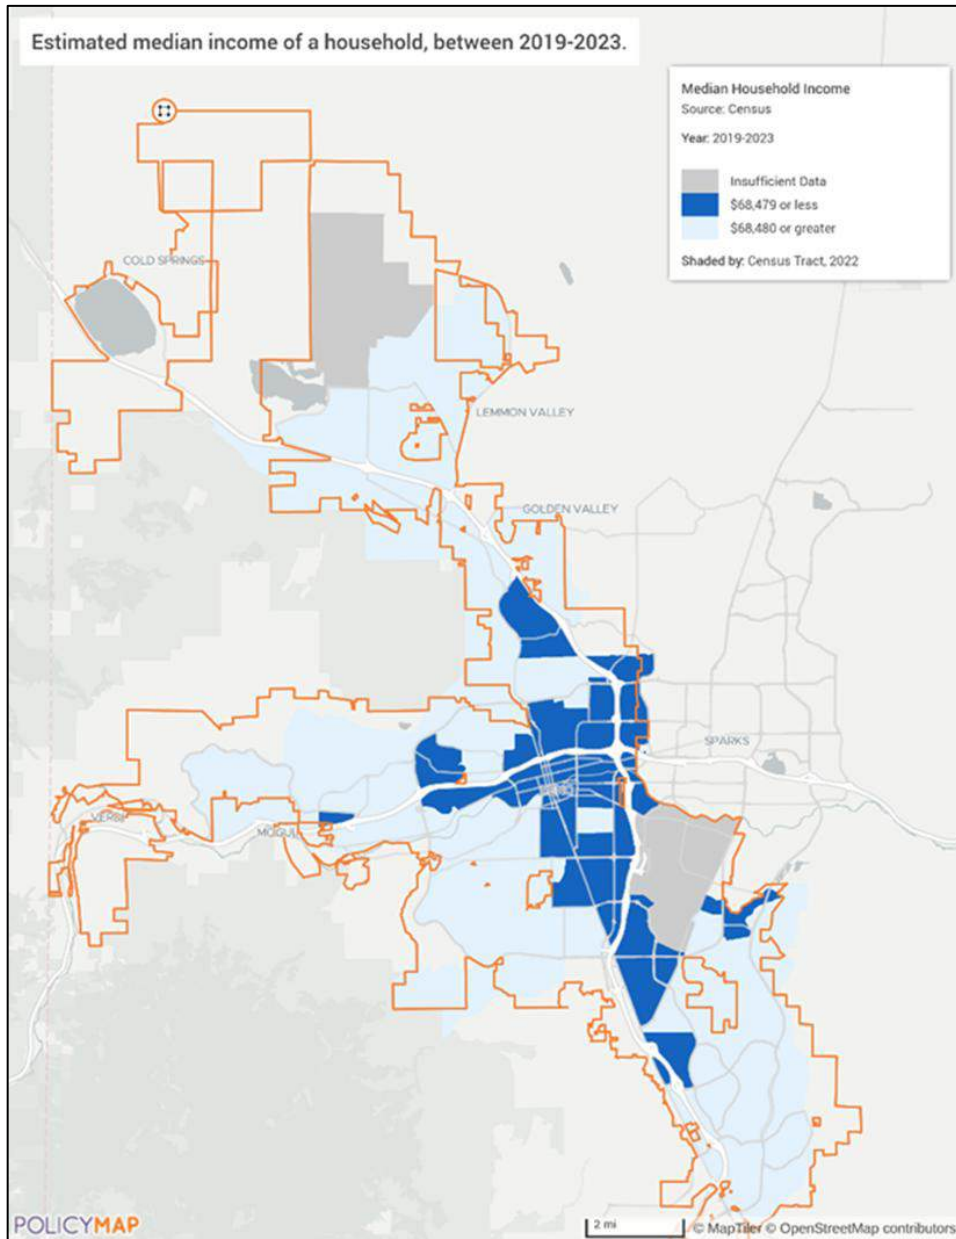 Estimated median income of a household, between 2019-2023.
Median Household Income
Source: Census
Year: 2019-2023
Insufficient Data
$68,479 or less
$68,480 or greater
Shaded by: Census Tract, 2022
COLD SPRINGS
LEMMON VALLEY
GOLDEN VALLEY
SPARKS
MOGUL
POLICYMAP
2 mi
© MapTiler © OpenStreetMap contributors